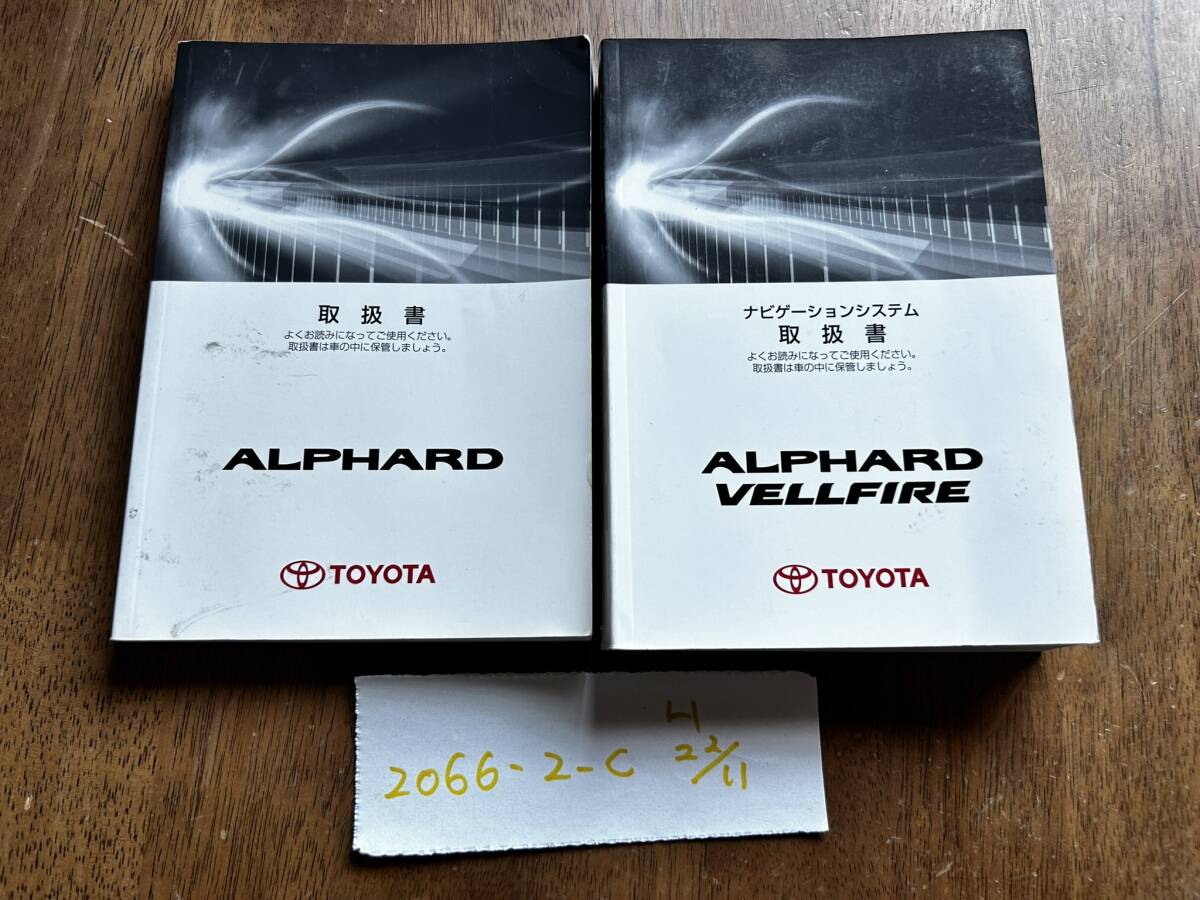 取扱書
よくお読みになってご使用ください。
取扱書は車の中に保管しましょう。
ALPHARD
TOYOTA
ナビゲーションシステム
取扱書
よくお読みになってご使用ください。
取扱書は車の中に保管しましょう。
ALPHARD
VELLFIRE
TOYOTA
2066-2-C H 22/11